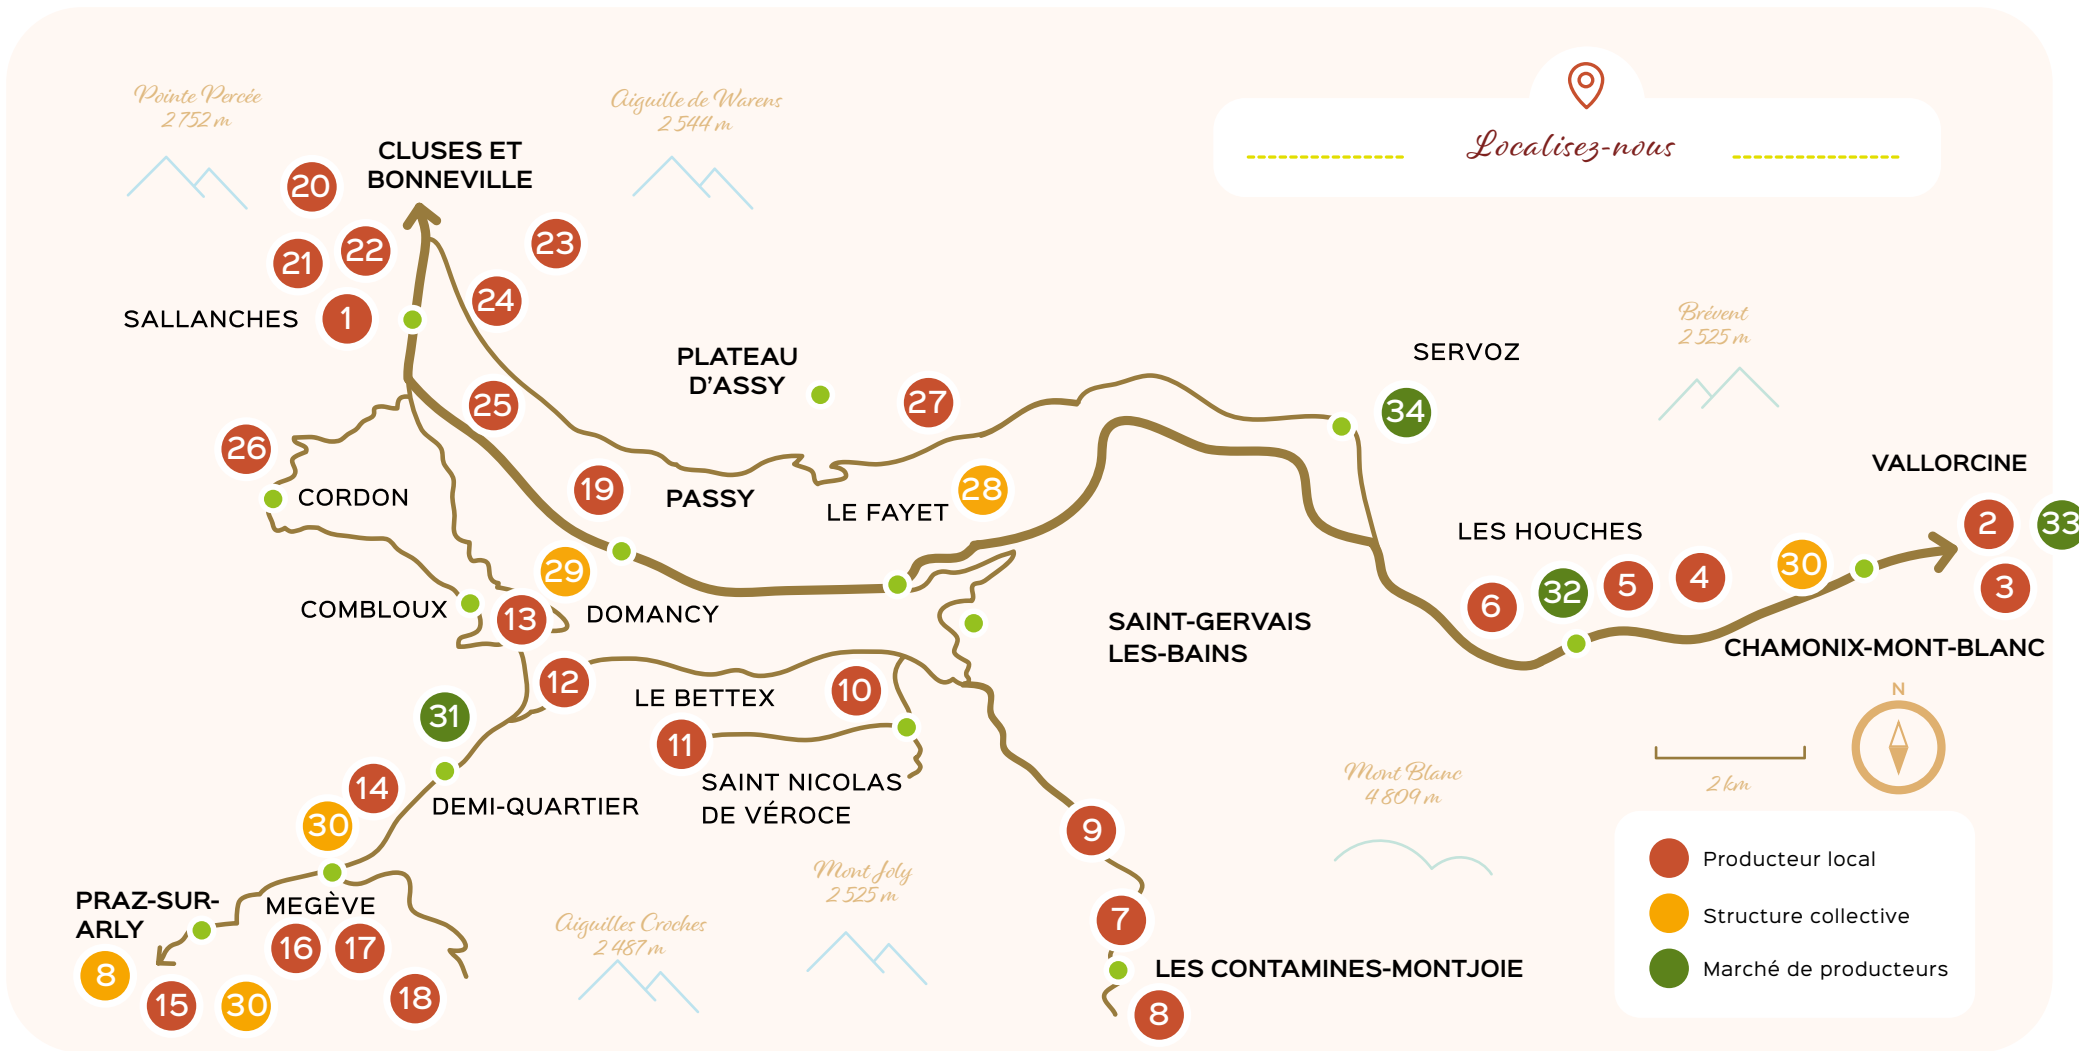 Localisez-nous
Pointe Percée
2 752 m
Aiguille de Warens
2 544 m
CLUSES ET
BONNEVILLE
20
21
22
23
24
SALLANCHES
1
25
PLATEAU
D'ASSY
27
SERVOZ
34
Brévent
2 525 m
26
CORDON
19
PASSY
LE FAYET
28
VALLORCINE
2
33
3
LES HOUCHES
6
32
5
4
30
CHAMONIX-MONT-BLANC
29
DOMANCY
COMBLOUX
13
SAINT-GERVAIS
LES-BAINS
12
LE BETTEX
10
11
SAINT NICOLAS
DE VÉROCE
31
14
DEMI-QUARTIER
30
Mont Blanc
4 809 m
9
N
2 km
PRAZ-SUR-
ARLY
MEGÈVE
8
15
30
16
17
18
Aiguilles Croches
2 487 m
Mont Joly
2 525 m
7
LES CONTAMINES-MONTJOIE
8
Producteur local
Structure collective
Marché de producteurs